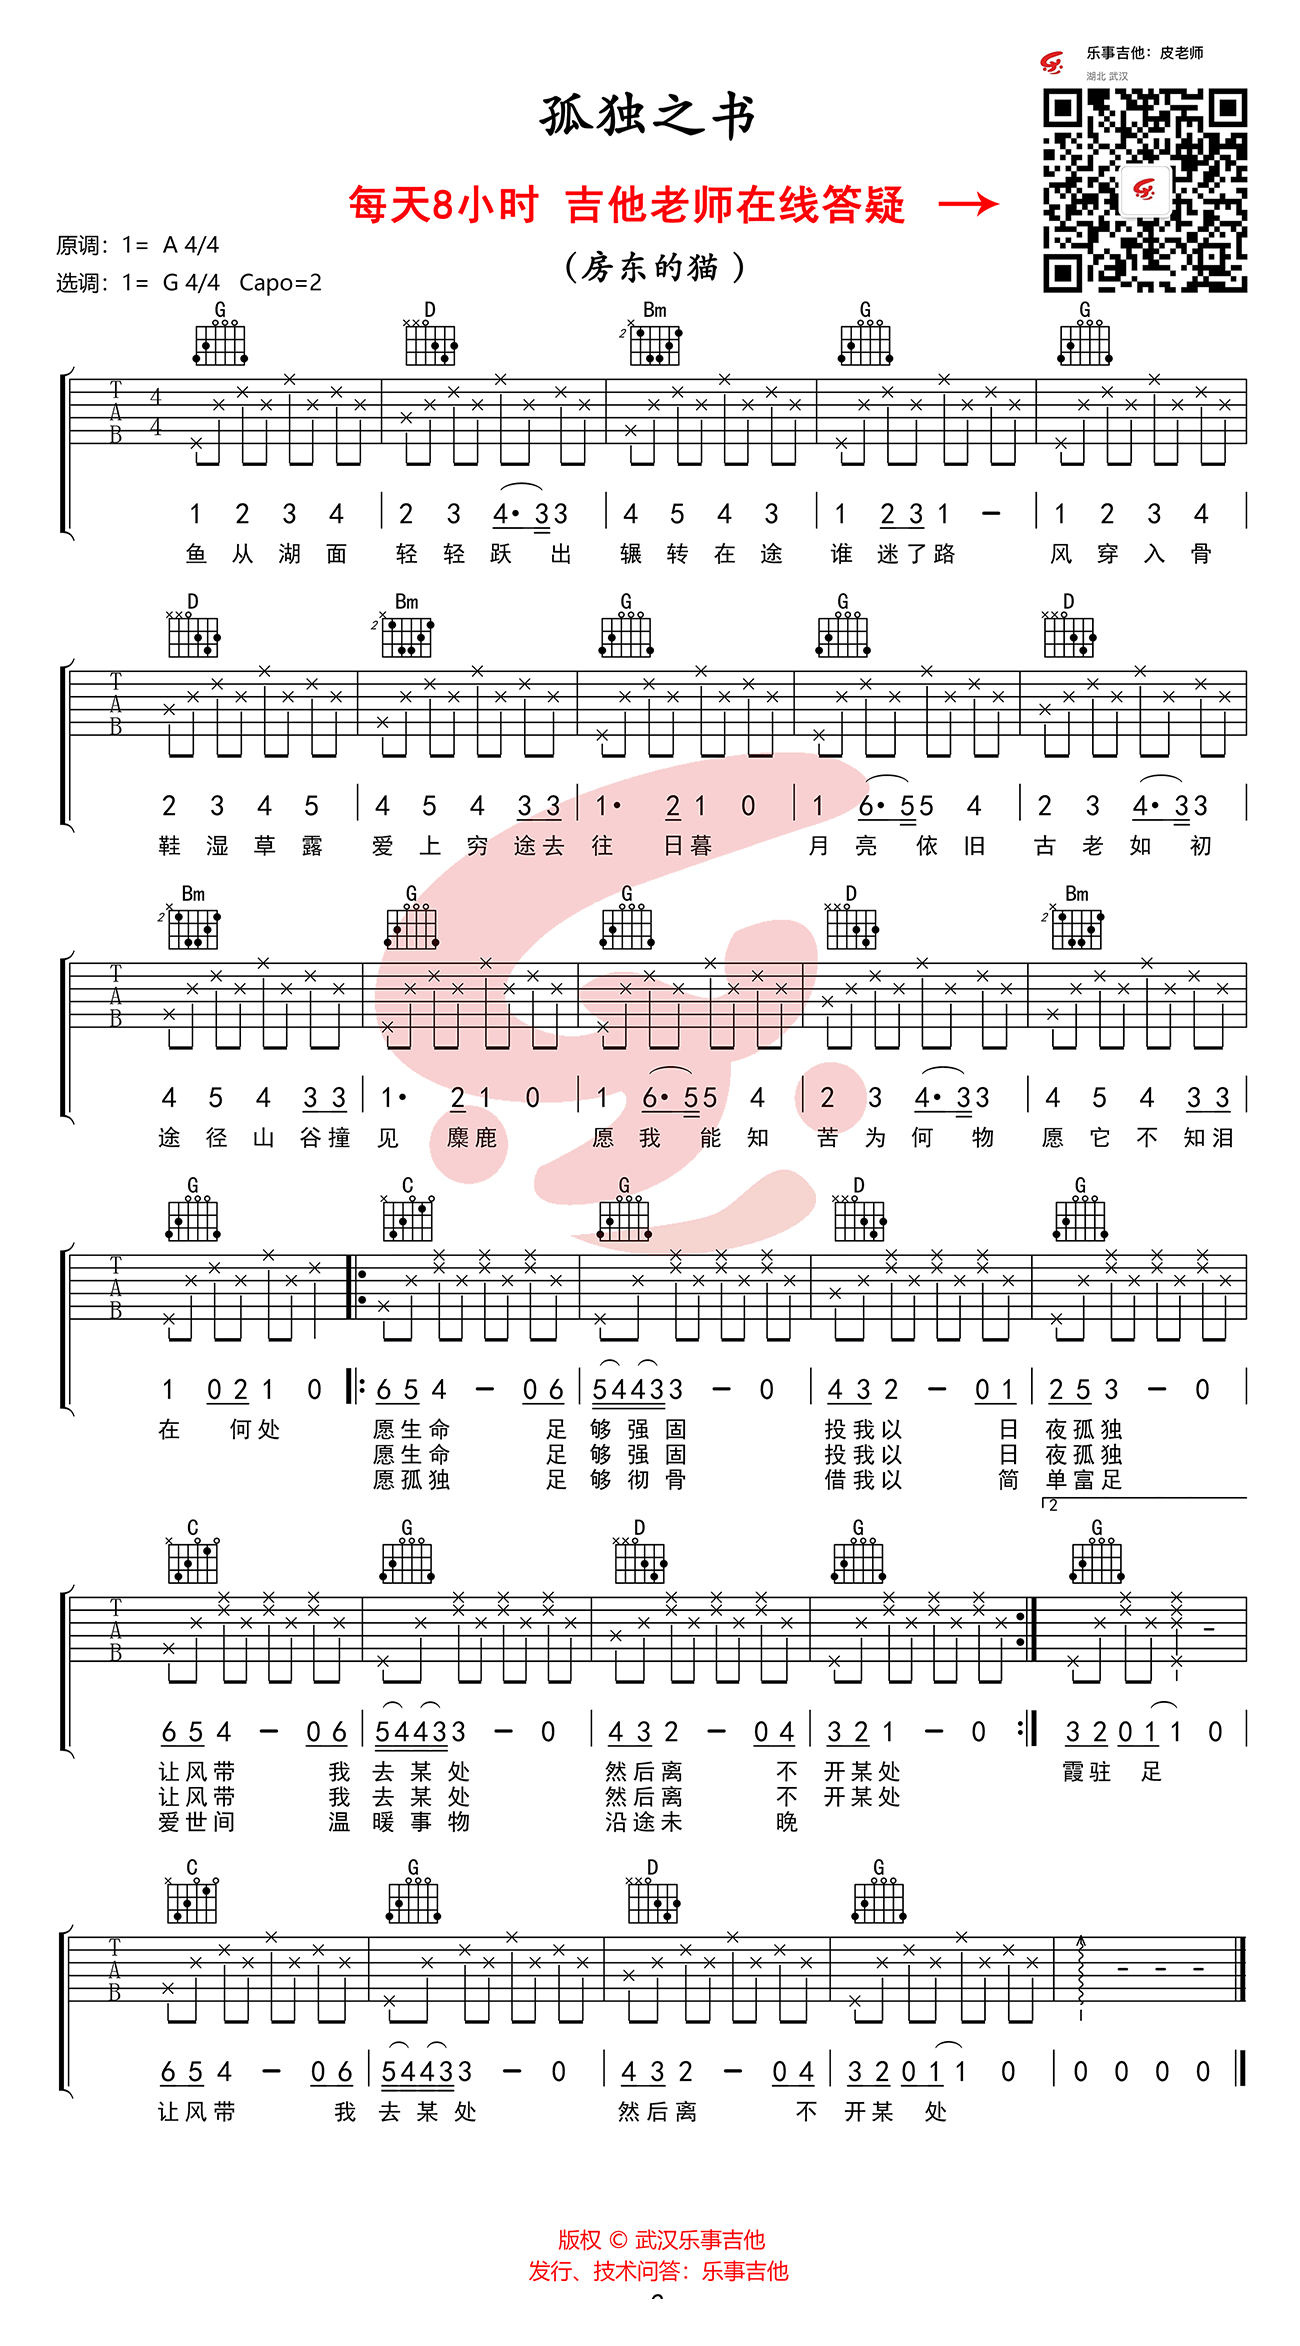 乐事吉他：皮老师
湖北 武汉
孤独之书
每天8小时 吉他老师在线答疑 →
（房东的猫 ）
原调：1= A 4/4
选调：1= G 4/4 Capo=2
G D Bm G G
2
T A B 4 4
1 2 3 4 | 2 3 4· 3 3 | 4 5 4 3 | 1 2 3 1 – | 1 2 3 4 |
鱼 从 湖 面 轻 轻 跃 出 辗 转 在 途 谁 迷 了 路 风 穿 入 骨
D Bm G G D
2
T A B
2 3 4 5 | 4 5 4 3 3 | 1· 2 1 0 | 1 6· 5 5 4 | 2 3 4· 3 3
鞋 湿 草 露 爱 上 穷 途 去 往 日 暮 月 亮 依 旧 古 老 如 初
Bm G G D Bm
2 2
T A B
4 5 4 3 3 | 1· 2 1 0 | 1 6· 5 5 4 | 2 3 4· 3 3 | 4 5 4 3 3 |
途 径 山 谷 撞 见 麋 鹿 愿 我 能 知 苦 为 何 物 愿 它 不 知 泪
G C G D G
T A B
1 0 2 1 0 |: 6 5 4 – 0 6 | 5 4 4 3 3 – 0 | 4 3 2 – 0 1 | 2 5 3 – 0 |
在 何 处 愿 生 命 足 够 强 固 投 我 以 日 夜 孤 独
愿 生 命 足 够 强 固 投 我 以 日 夜 孤 独
愿 孤 独 足 够 彻 骨 借 我 以 简 单 富 足
2
C G D G G
T A B
6 5 4 – 0 6 | 5 4 4 3 3 – 0 | 4 3 2 – 0 4 | 3 2 1 – 0 :| 3 2 0 1 1 0 |
让 风 带 我 去 某 处 然 后 离 不 开 某 处 霞 驻 足
让 风 带 我 去 某 处 然 后 离 不 开 某 处
爱 世 间 温 暖 事 物 沿 途 未 晚
C G D G
T A B
6 5 4 – 0 6 | 5 4 4 3 3 – 0 | 4 3 2 – 0 4 | 3 2 0 1 1 0 | 0 0 0 0 |
让 风 带 我 去 某 处 然 后 离 不 开 某 处
版权 © 武汉乐事吉他
发行、技术问答：乐事吉他